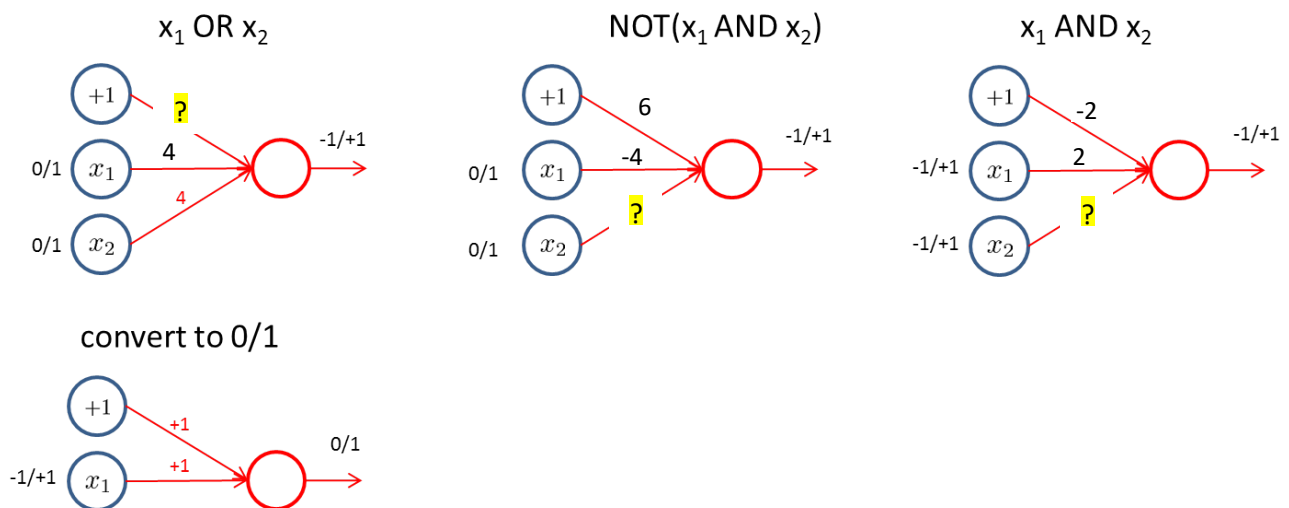 x₁ OR x₂
+1
?
0/1
x₁
4
-1/+1
4
0/1
x₂
NOT(x₁ AND x₂)
+1
6
0/1
x₁
-4
-1/+1
?
0/1
x₂
x₁ AND x₂
+1
-2
-1/+1
x₁
2
-1/+1
?
-1/+1
x₂
convert to 0/1
+1
+1
-1/+1
x₁
+1
0/1